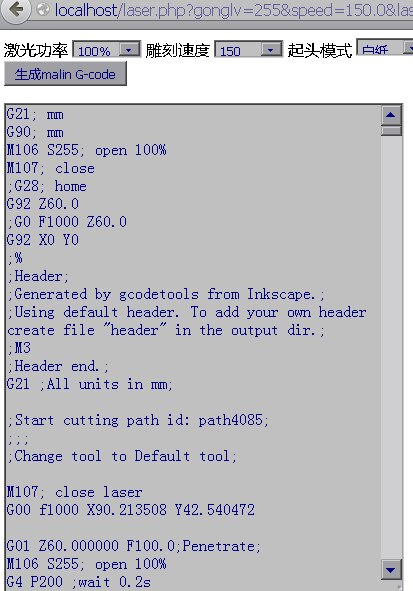 localhost/laser.php?gonglv=255&speed=150.0&las
激光功率 100% 雕刻速度 150 起头模式 白纸
生成malin G-code
G21; mm
G90; mm
M106 S255; open 100%
M107; close
;G28; home
G92 Z60.0
;G0 F1000 Z60.0
G92 X0 Y0
;%
;Header;
;Generated by gcodetools from Inkscape.;
;Using default header. To add your own header
create file "header" in the output dir.;
;M3
;Header end.;
G21 ;All units in mm;
;Start cutting path id: path4085;
;;;
;Change tool to Default tool;
M107; close laser
G00 f1000 X90.213508 Y42.540472
G01 Z60.000000 F100.0;Penetrate;
M106 S255; open 100%
G4 P200 ;wait 0.2s